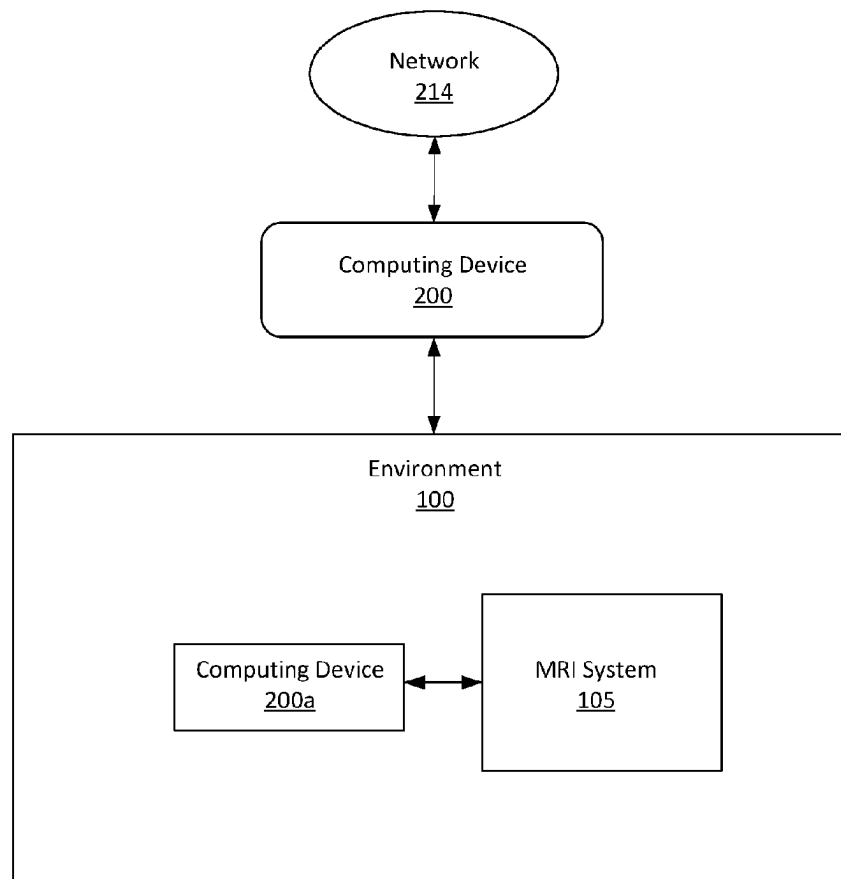 Network
214
Computing Device
200
Environment
100
Computing Device
200a
MRI System
105